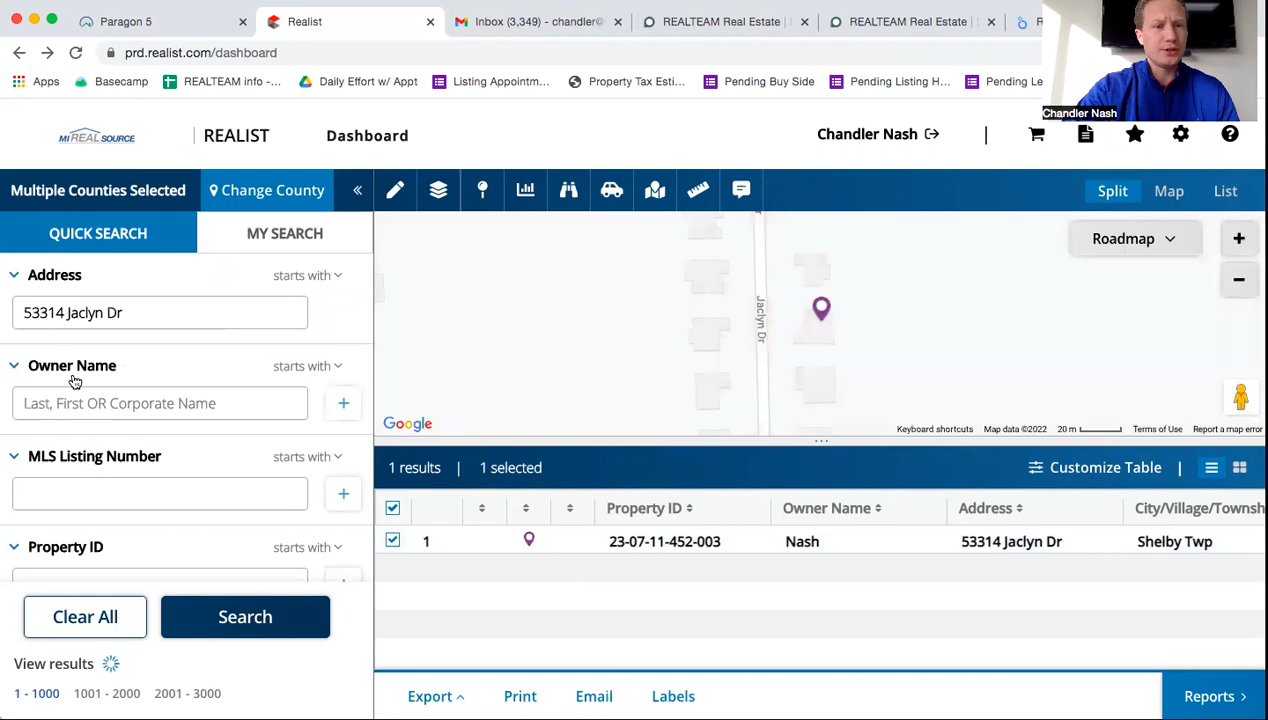 Paragon 5
Realist
Inbox (3,349) - chandler@
REALTEAM Real Estate |
REALTEAM Real Estate |
prd.realist.com/dashboard
Apps
Basecamp
REALTEAM info -...
Daily Effort w/ Appt
Listing Appointm...
Property Tax Esti...
Pending Buy Side
Pending Listing H...
Pending Le
Chandler Nash
MIREALSOURCE
REALIST
Dashboard
Chandler Nash
Multiple Counties Selected
Change County
Split
Map
List
QUICK SEARCH
MY SEARCH
Roadmap
Address
starts with
53314 Jaclyn Dr
Jaclyn Dr
Owner Name
starts with
Last, First OR Corporate Name
Google
Keyboard shortcuts
Map data ©2022
20 m
Terms of Use
Report a map error
MLS Listing Number
starts with
1 results | 1 selected
Customize Table
Property ID
Owner Name
Address
City/Village/Townsh
1
23-07-11-452-003
Nash
53314 Jaclyn Dr
Shelby Twp
Property ID
starts with
Clear All
Search
View results
1 - 1000
1001 - 2000
2001 - 3000
Export
Print
Email
Labels
Reports